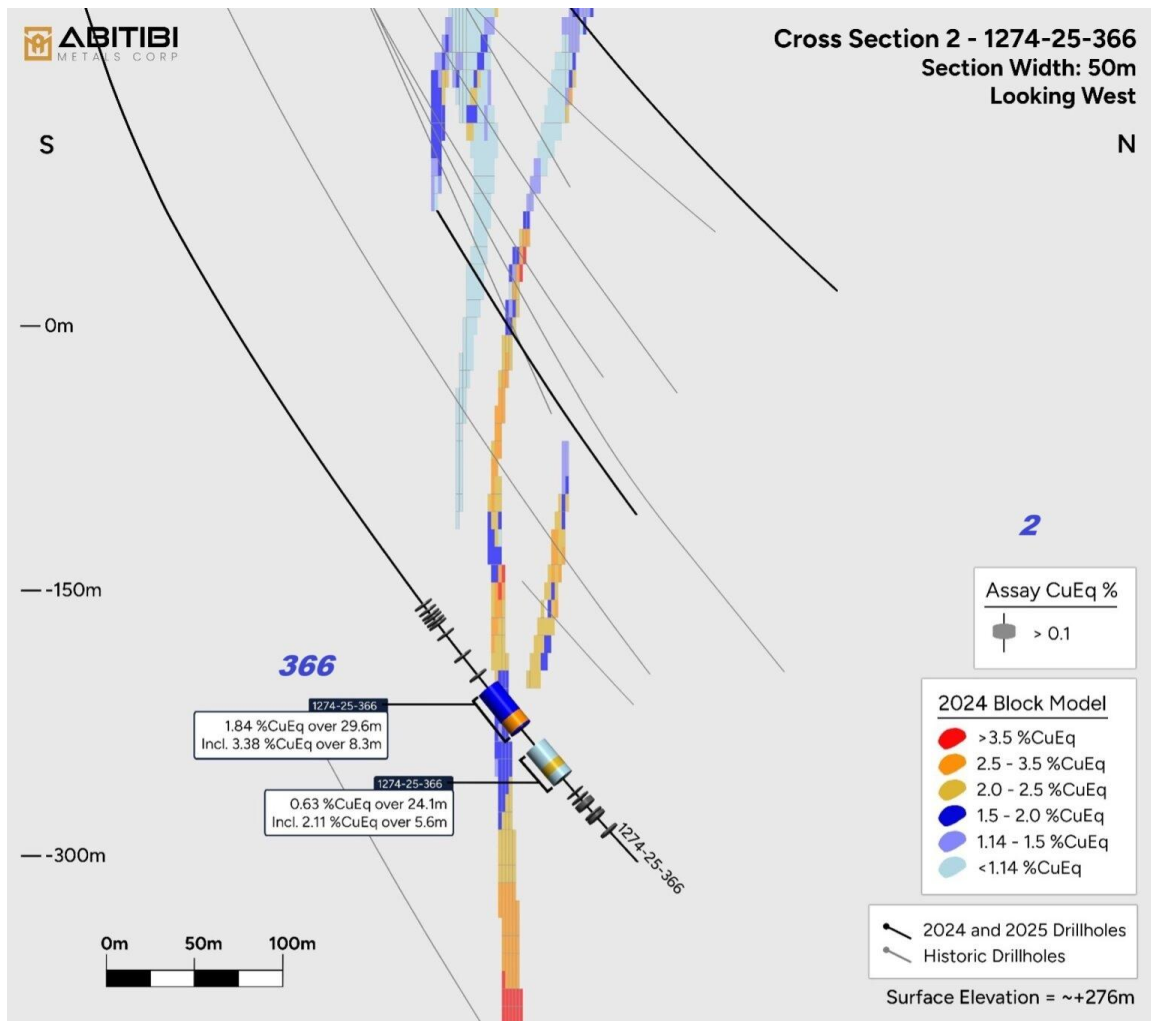 ABITIBI
METALS CORP
Cross Section 2 - 1274-25-366
Section Width: 50m
Looking West
S
N
0m
-150m
-300m
2
366
1274-25-366
1.84 %CuEq over 29.6m
Incl. 3.38 %CuEq over 8.3m
1274-25-366
0.63 %CuEq over 24.1m
Incl. 2.11 %CuEq over 5.6m
1274-25-366
Assay CuEq %
> 0.1
2024 Block Model
>3.5 %CuEq
2.5 - 3.5 %CuEq
2.0 - 2.5 %CuEq
1.5 - 2.0 %CuEq
1.14 - 1.5 %CuEq
<1.14 %CuEq
2024 and 2025 Drillholes
Historic Drillholes
Surface Elevation = ~+276m
0m 50m 100m